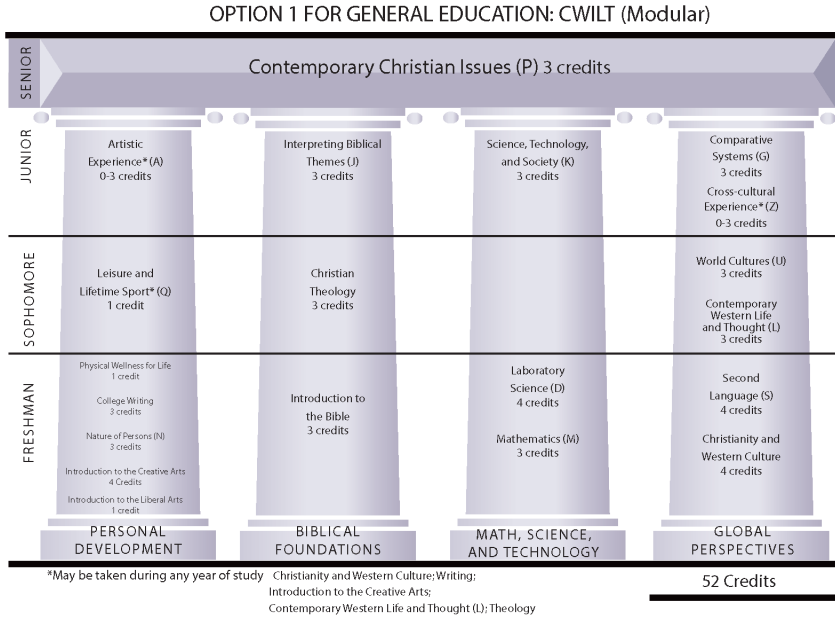 OPTION 1 FOR GENERAL EDUCATION: CWILT (Modular)
SENIOR
Contemporary Christian Issues (P) 3 credits
JUNIOR
Artistic
Experience* (A)
0-3 credits
Interpreting Biblical
Themes (J)
3 credits
Science, Technology,
and Society (K)
3 credits
Comparative
Systems (G)
3 credits
Cross-cultural
Experience* (Z)
0-3 credits
SOPHOMORE
Leisure and
Lifetime Sport* (Q)
1 credit
Christian
Theology
3 credits
World Cultures (U)
3 credits
Contemporary
Western Life
and Thought (L)
3 credits
FRESHMAN
Physical Wellness for Life
1 credit
College Writing
3 credits
Nature of Persons (N)
3 credits
Introduction to the Creative Arts
4 Credits
Introduction to the Liberal Arts
1 credit
Introduction to
the Bible
3 credits
Laboratory
Science (D)
4 credits
Mathematics (M)
3 credits
Second
Language (S)
4 credits
Christianity and
Western Culture
4 credits
PERSONAL
DEVELOPMENT
BIBLICAL
FOUNDATIONS
MATH, SCIENCE,
AND TECHNOLOGY
GLOBAL
PERSPECTIVES
*May be taken during any year of study
Christianity and Western Culture; Writing;
Introduction to the Creative Arts;
Contemporary Western Life and Thought (L); Theology
52 Credits